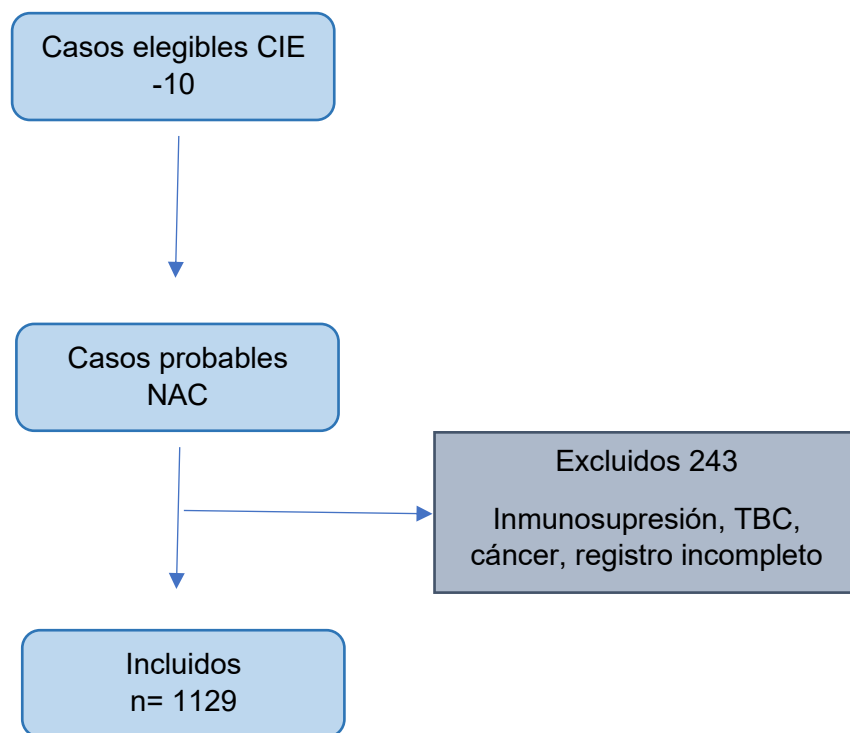 Casos elegibles CIE
-10
Casos probables
NAC
Excluidos 243
Inmunosupresión, TBC,
cáncer, registro incompleto
Incluidos
n= 1129